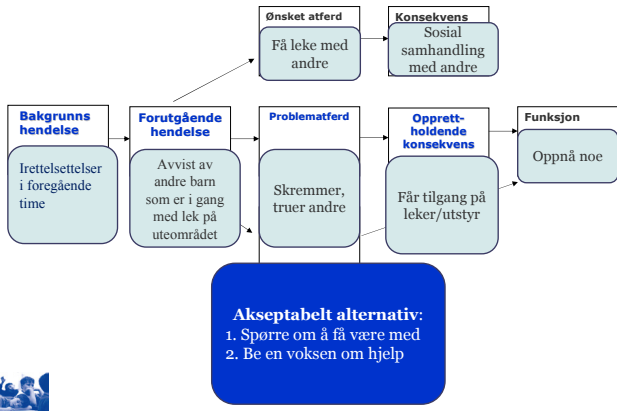 Ønsket atferd
Få leke med
andre
Konsekvens
Sosial
samhandling
med andre
Bakgrunns
hendelse
Irettelsettelser
i foregående
time
Forutgående
hendelse
Avvist av
andre barn
som er i gang
med lek på
uteområdet
Problematferd
Skremmer,
truer andre
Opprett-
holdende
konsekvens
Får tilgang på
leker/utstyr
Funksjon
Oppnå noe
Akseptabelt alternativ:
1. Spørre om å få være med
2. Be en voksen om hjelp